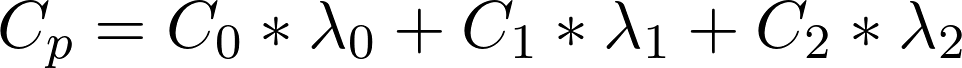 C_p = C_0 * λ_0 + C_1 * λ_1 + C_2 * λ_2